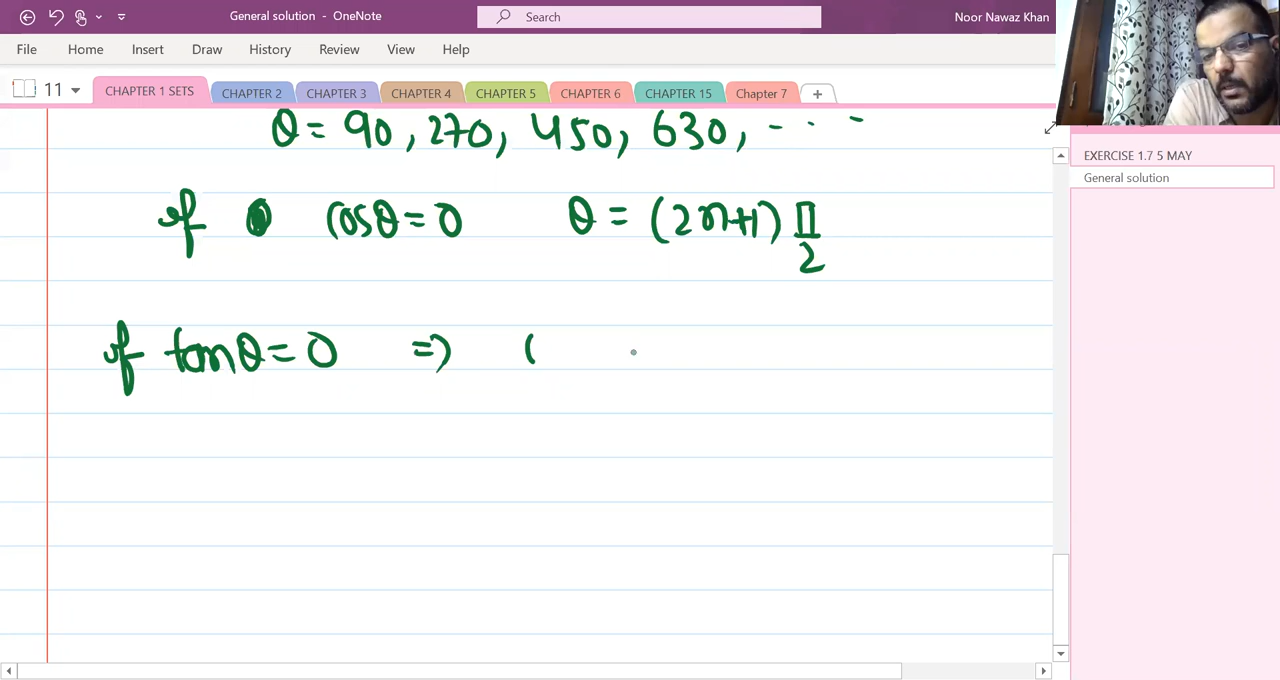 General solution - OneNote
Search
Noor Nawaz Khan
File Home Insert Draw History Review View Help
11 CHAPTER 1 SETS CHAPTER 2 CHAPTER 3 CHAPTER 4 CHAPTER 5 CHAPTER 6 CHAPTER 15 Chapter 7 +
θ = 90, 270, 450, 630, - - - -
EXERCISE 1.7 5 MAY
General solution
if cosθ = 0 θ = (2n+1) π/2
if tanθ = 0 ⇒ (